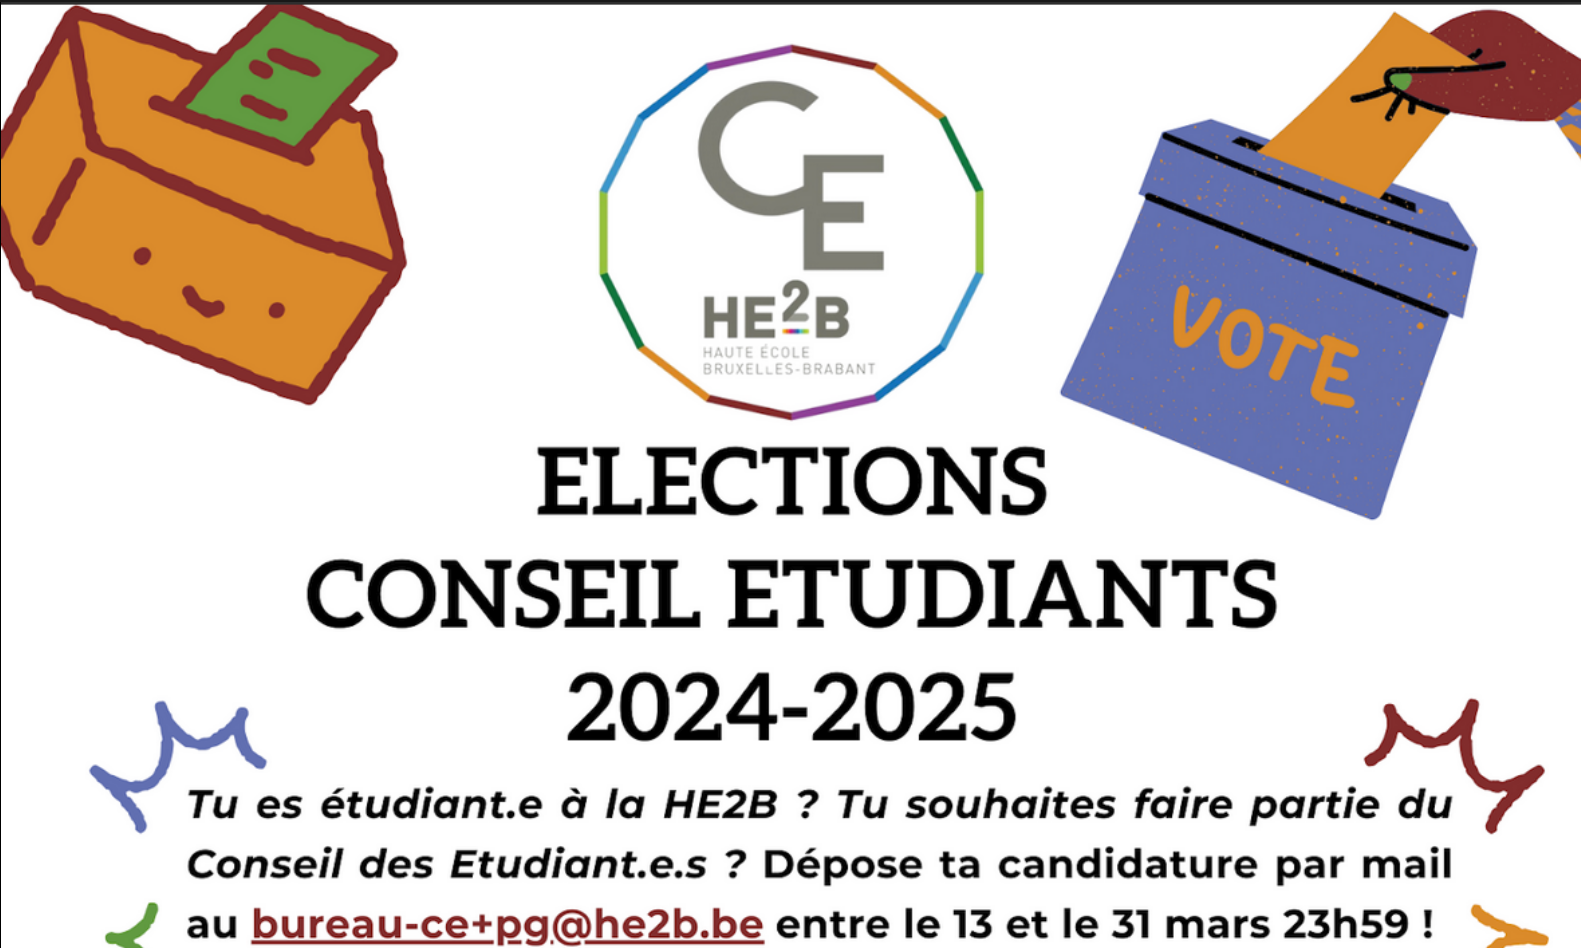 CE
HE2B
HAUTE ÉCOLE
BRUXELLES-BRABANT
VOTE
ELECTIONS
CONSEIL ETUDIANTS
2024-2025
Tu es étudiant.e à la HE2B ? Tu souhaites faire partie du
Conseil des Etudiant.e.s ? Dépose ta candidature par mail
au bureau-ce+pg@he2b.be entre le 13 et le 31 mars 23h59 !